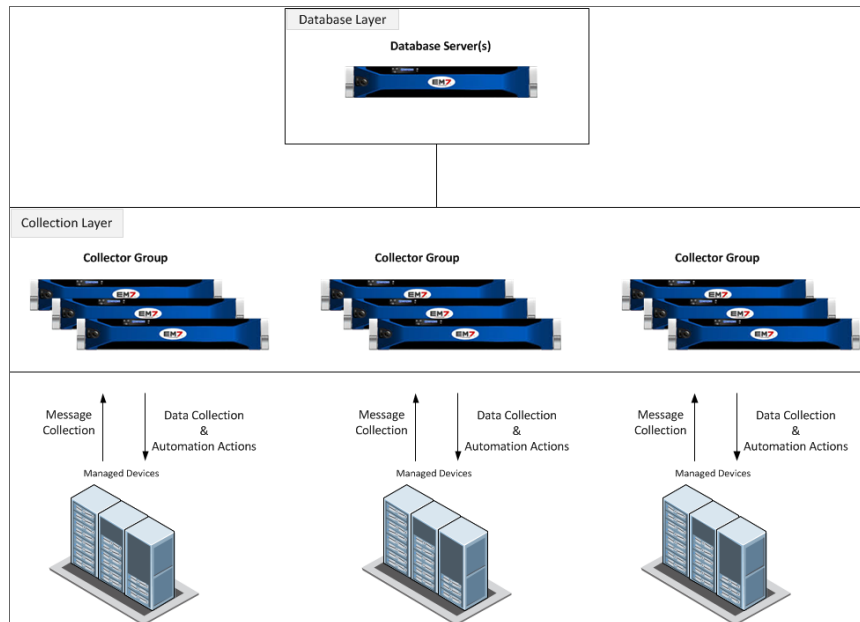 Database Layer
Database Server(s)
EM7
Collection Layer
Collector Group
Collector Group
Collector Group
EM7
EM7
EM7
EM7
EM7
EM7
EM7
EM7
EM7
Message
Collection
Data Collection
&
Automation Actions
Message
Collection
Data Collection
&
Automation Actions
Message
Collection
Data Collection
&
Automation Actions
Managed Devices
Managed Devices
Managed Devices